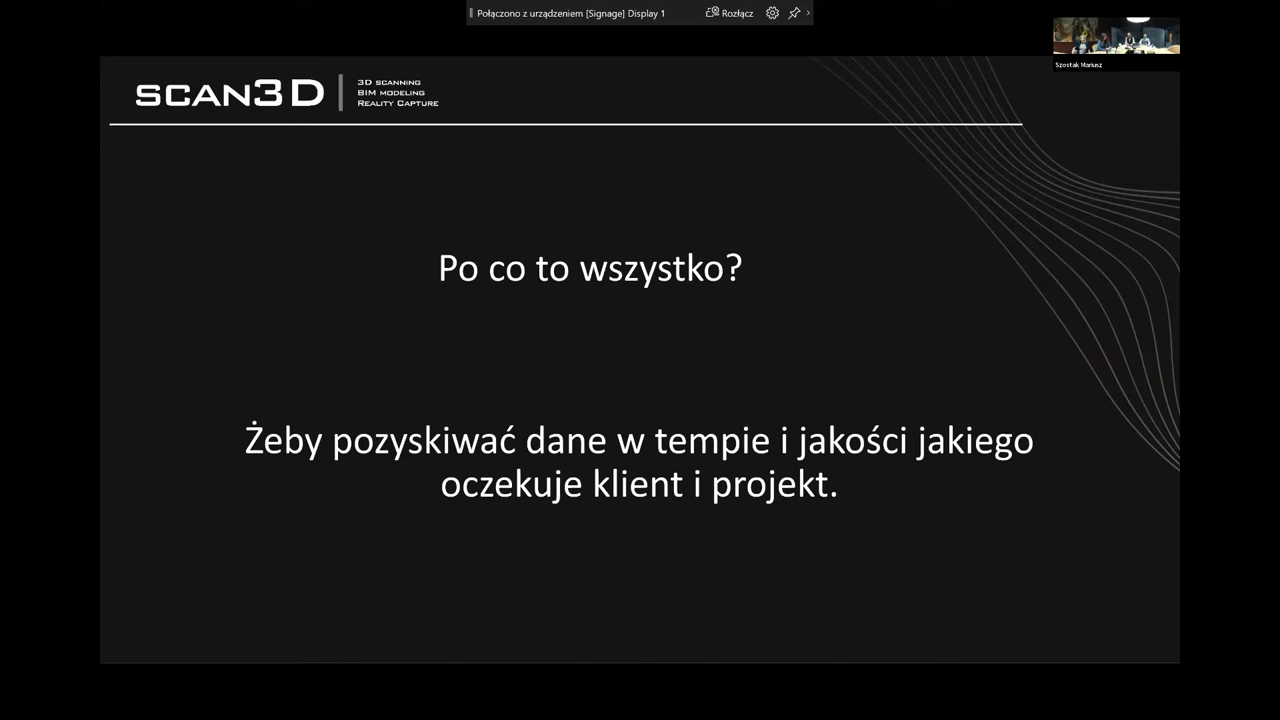 Połączono z urządzeniem [Signage] Display 1
Rozłącz
Szostak Mariusz
SCAN3D
3D SCANNING
BIM MODELING
REALITY CAPTURE
Po co to wszystko?
Żeby pozyskiwać dane w tempie i jakości jakiego
oczekuje klient i projekt.